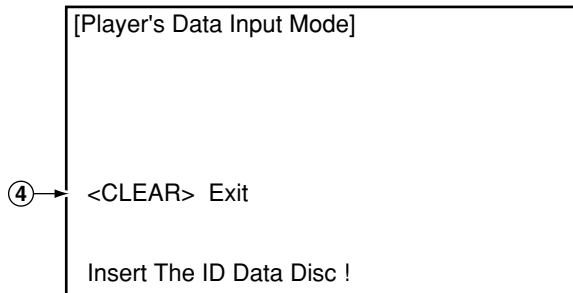 [Player's Data Input Mode]
④ <CLEAR> Exit
Insert The ID Data Disc !